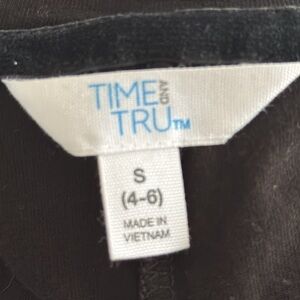 TIME AND
TRU™
S
(4-6)
MADE IN
VIETNAM